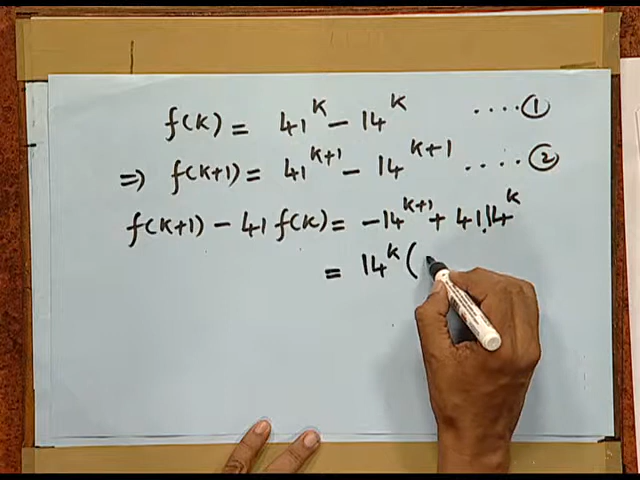 f(k) = 41^k - 14^k ....①
⇒ f(k+1) = 41^{k+1} - 14^{k+1} ....②
f(k+1) - 41 f(k) = -14^{k+1} + 41.14^k
= 14^k (